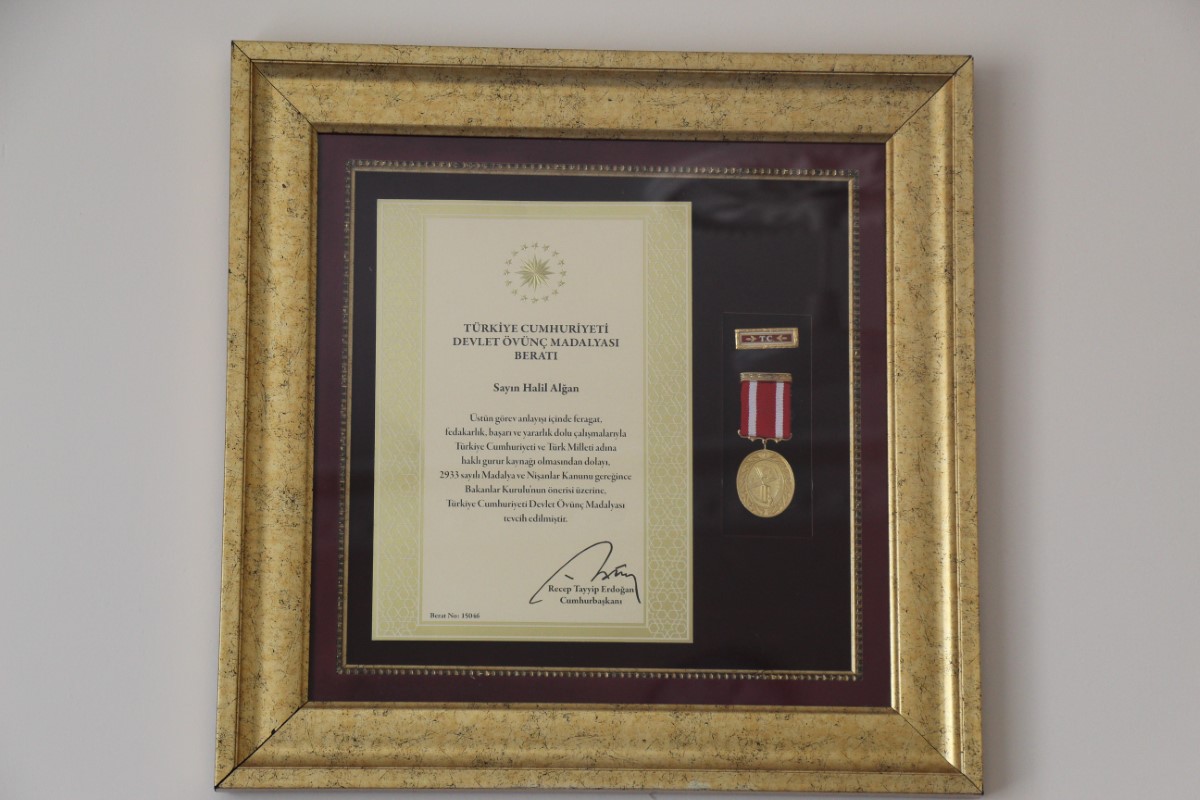 TÜRKİYE CUMHURİYETİ
DEVLET ÖVÜNÇ MADALYASI
BERATI
Sayın Halil Alğan
Üstün görev anlayışı içinde feragat,
fedakarlık, başarı ve yararlık dolu çalışmalarıyla
Türkiye Cumhuriyeti ve Türk Milleti adına
haklı gurur kaynağı olmasından dolayı,
2933 sayılı Madalya ve Nişanlar Kanunu gereğince
Bakanlar Kurulu'nun önerisi üzerine,
Türkiye Cumhuriyeti Devlet Övünç Madalyası
tevcih edilmiştir.
Recep Tayyip Erdoğan
Cumhurbaşkanı
Berat No: 15046
T.C.